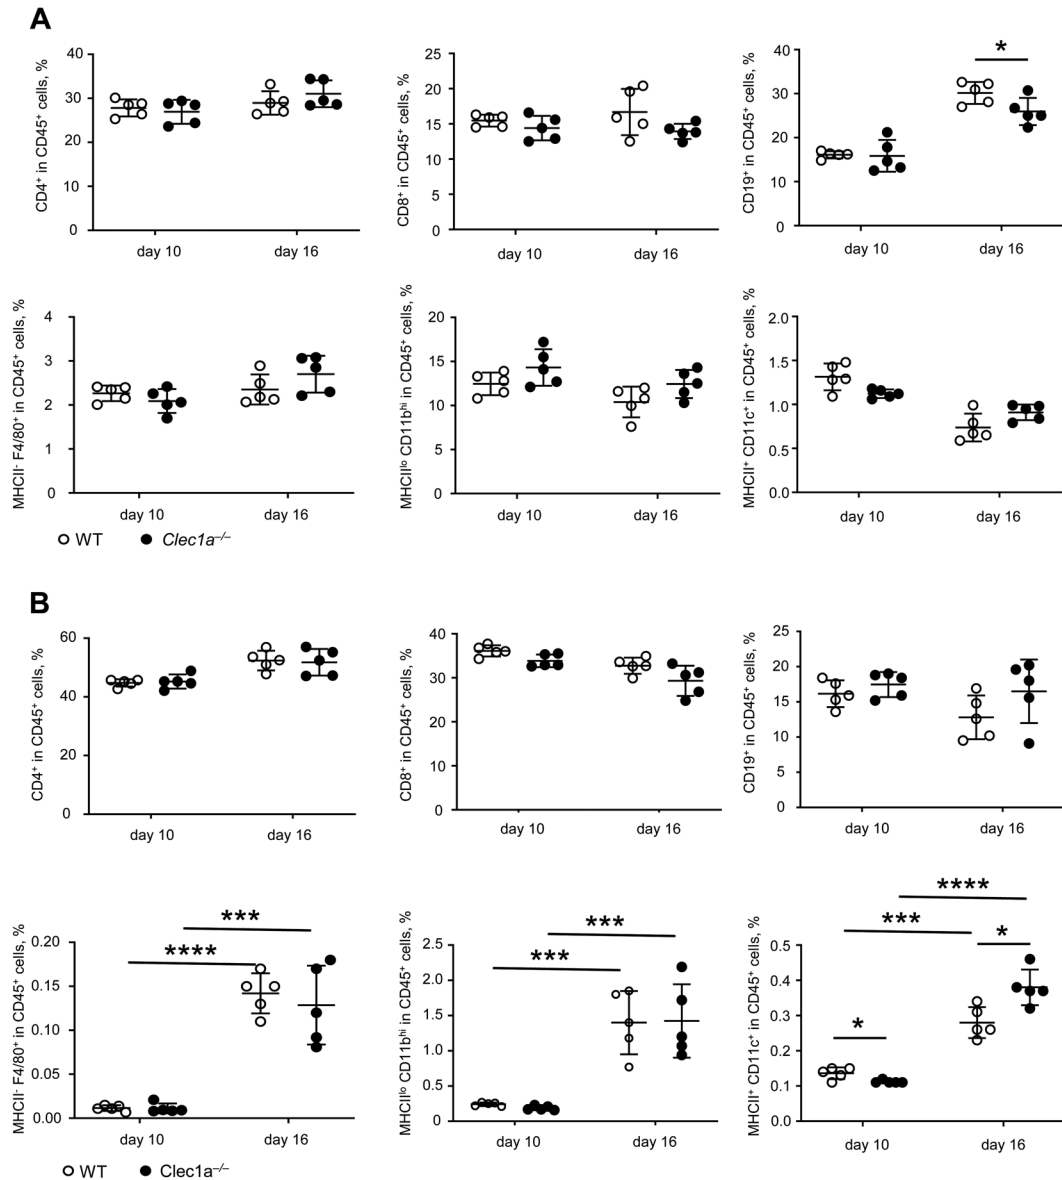 A
CD4⁺ in CD45⁺ cells, %
40
30
20
10
0
day 10
day 16
CD8⁺ in CD45⁺ cells, %
25
20
15
10
5
0
day 10
day 16
CD19⁺ in CD45⁺ cells, %
40
30
20
10
0
*
day 10
day 16
MHCII⁻ F4/80⁺ in CD45⁺ cells, %
4
3
2
1
0
day 10
day 16
MHCIIˡᵒ CD11bʰⁱ in CD45⁺ cells, %
20
15
10
5
0
day 10
day 16
MHCII⁺ CD11c⁺ in CD45⁺ cells, %
2.0
1.5
1.0
0.5
0.0
day 10
day 16
WT
Clec1a⁻/⁻
B
CD4⁺ in CD45⁺ cells, %
60
40
20
0
day 10
day 16
CD8⁺ in CD45⁺ cells, %
40
30
20
10
0
day 10
day 16
CD19⁺ in CD45⁺ cells, %
25
20
15
10
5
0
day 10
day 16
MHCII⁻ F4/80⁺ in CD45⁺ cells, %
0.20
0.15
0.10
0.05
0.00
***
****
day 10
day 16
MHCIIˡᵒ CD11bʰⁱ in CD45⁺ cells, %
2.5
2.0
1.5
1.0
0.5
0
***
***
day 10
day 16
MHCII⁺ CD11c⁺ in CD45⁺ cells, %
0.5
0.4
0.3
0.2
0.1
0.0
****
***
*
*
day 10
day 16
WT
Clec1a⁻/⁻